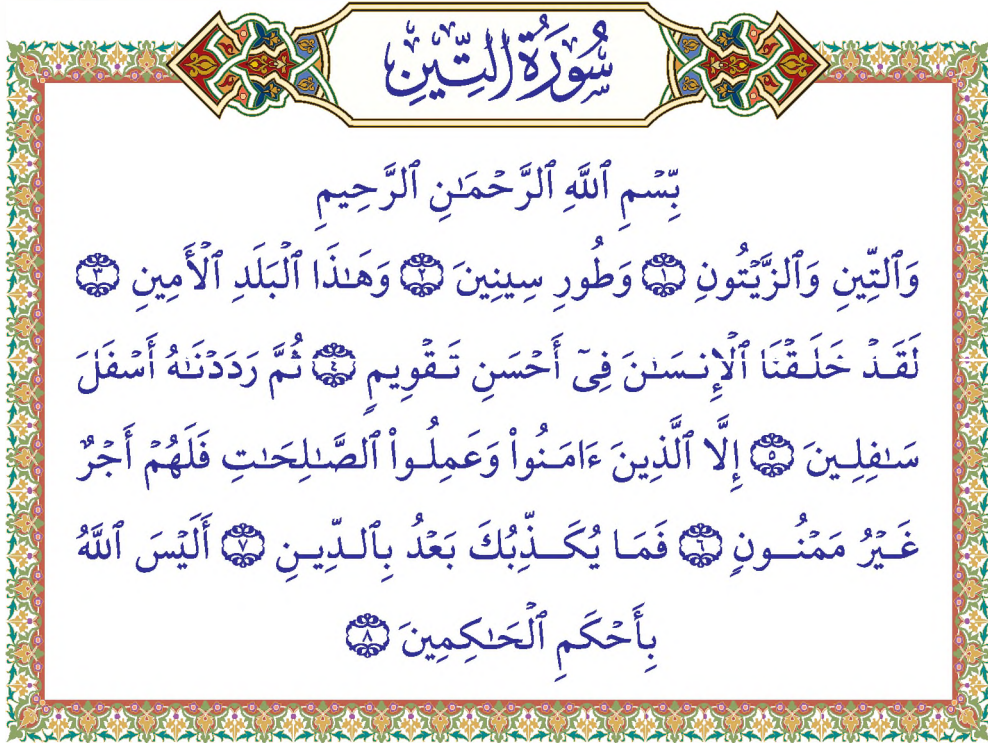 سُورَةُ التِّينِ
بِّسۡمِ ٱللَّهِ ٱلرَّحۡمَـٰنِ ٱلرَّحِيمِ
وَٱلتِّينِ وَٱلزَّيۡتُونِ ١ وَطُورِ سِينِينَ ٢ وَهَـٰذَا ٱلۡبَلَدِ ٱلۡأَمِينِ ٣
لَقَدۡ خَلَقۡنَا ٱلۡإِنسَـٰنَ فِىٓ أَحۡسَنِ تَقۡوِيمٍ ٤ ثُمَّ رَدَدۡنَـٰهُ أَسۡفَلَ
سَـٰفِلِينَ ٥ إِلَّا ٱلَّذِينَ ءَامَنُواْ وَعَمِلُواْ ٱلصَّـٰلِحَـٰتِ فَلَهُمۡ أَجۡرٌ
غَيۡرُ مَمۡنُونٍ ٦ فَمَا يُكَذِّبُكَ بَعۡدُ بِٱلدِّينِ ٧ أَلَيۡسَ ٱللَّهُ
بِأَحۡكَمِ ٱلۡحَـٰكِمِينَ ٨